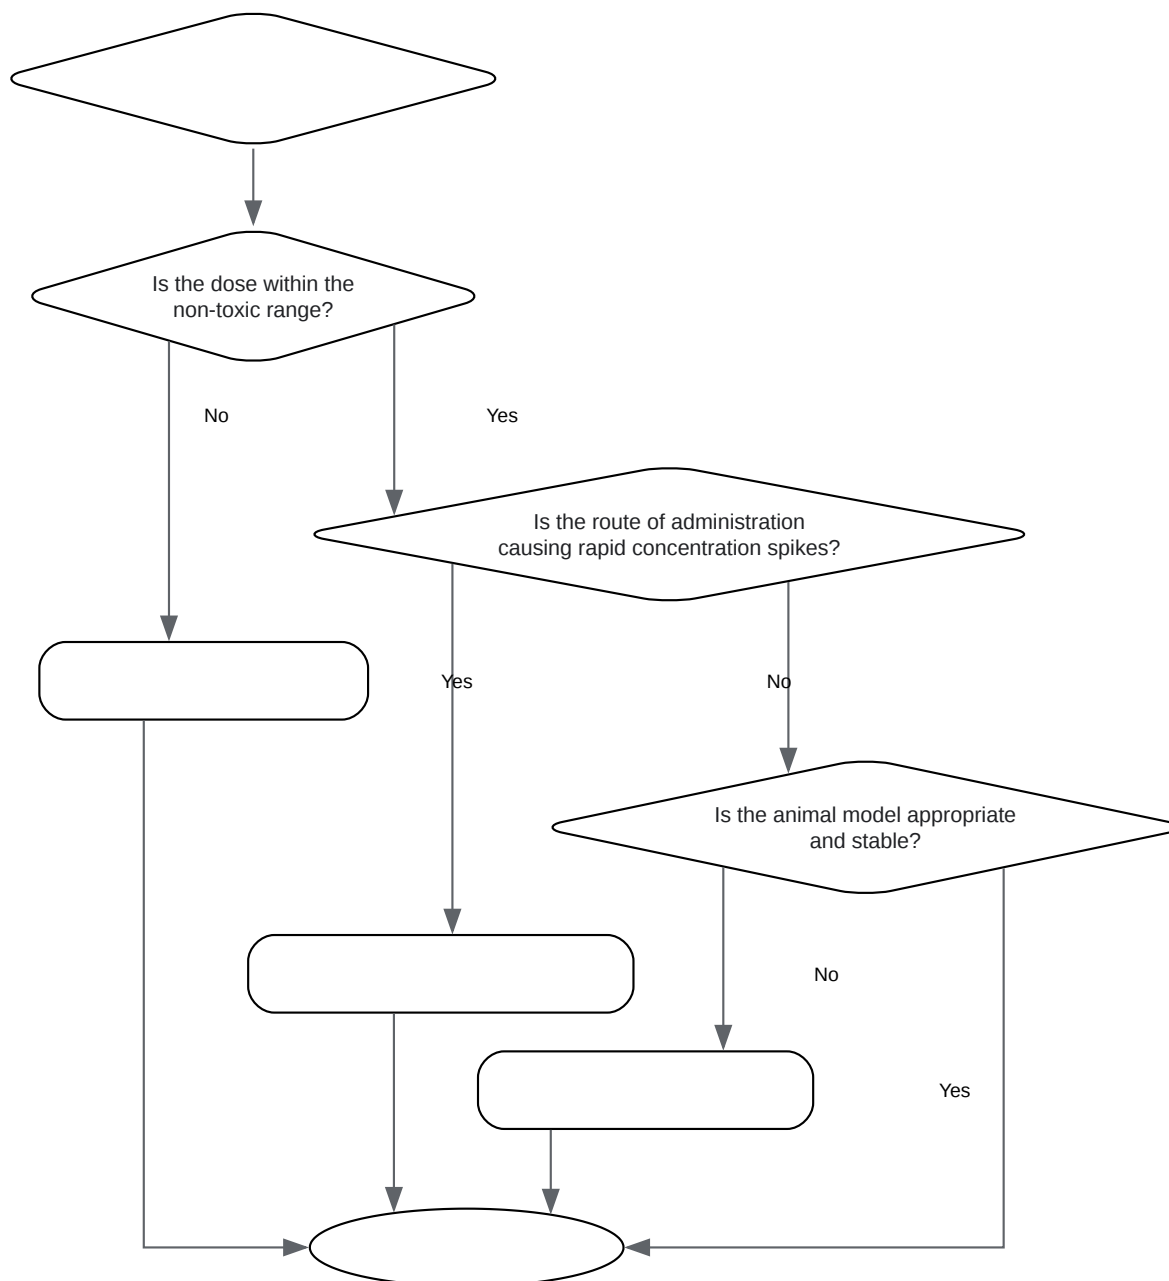 Is the dose within the
non-toxic range?
No
Yes
Is the route of administration
causing rapid concentration spikes?
Yes
No
Is the animal model appropriate
and stable?
No
Yes